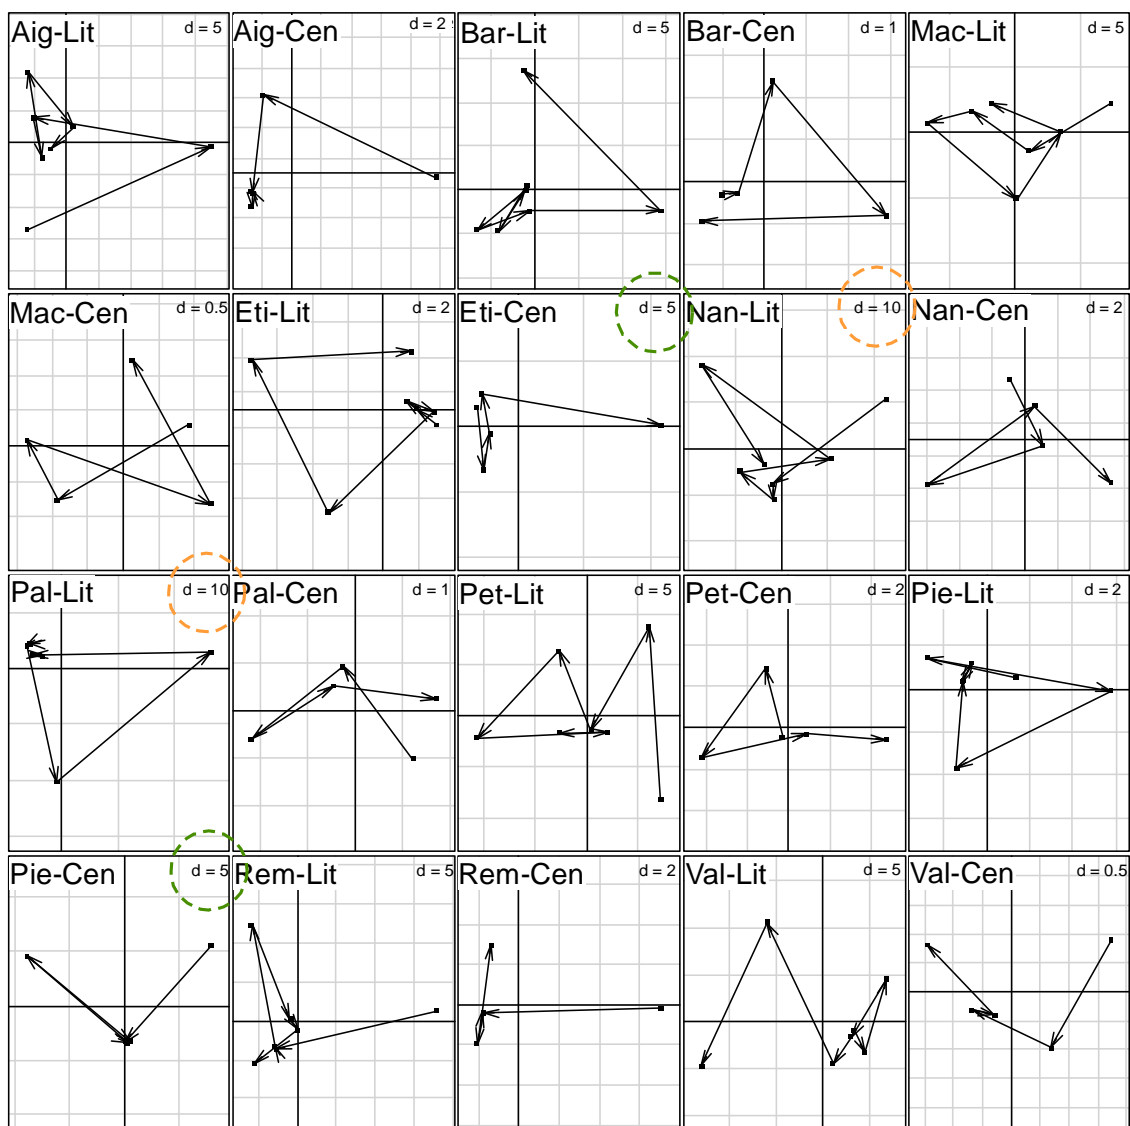 Aig-Lit d = 5
Aig-Cen d = 2
Bar-Lit d = 5
Bar-Cen d = 1
Mac-Lit d = 5
Mac-Cen d = 0.5
Eti-Lit d = 2
Eti-Cen d = 5
Nan-Lit d = 10
Nan-Cen d = 2
Pal-Lit d = 10
Pal-Cen d = 1
Pet-Lit d = 5
Pet-Cen d = 2
Pie-Lit d = 2
Pie-Cen d = 5
Rem-Lit d = 5
Rem-Cen d = 2
Val-Lit d = 5
Val-Cen d = 0.5